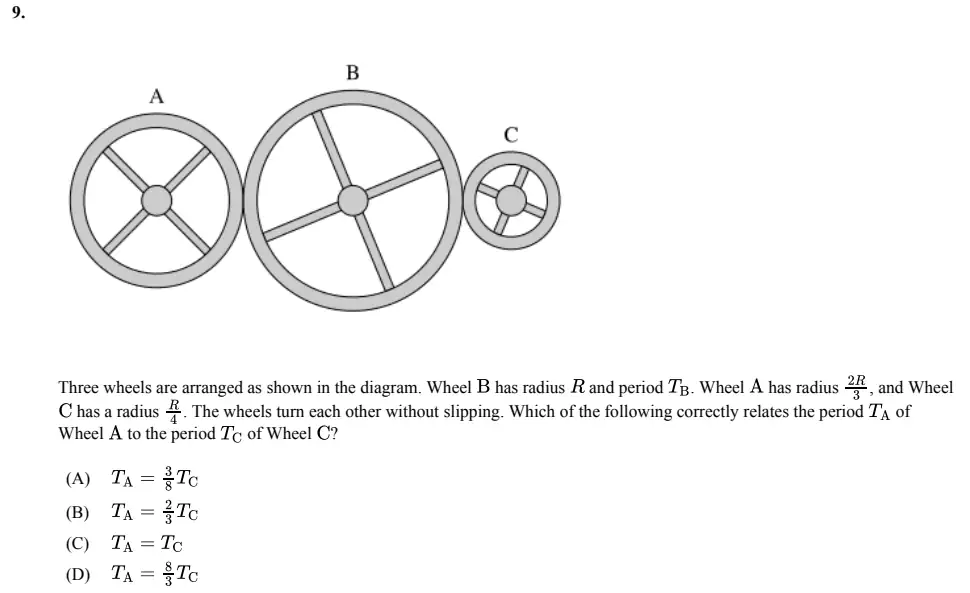 9.
B
A
C
Three wheels are arranged as shown in the diagram. Wheel B has radius R and period T_B. Wheel A has radius 2R/3, and Wheel
C has a radius R/4. The wheels turn each other without slipping. Which of the following correctly relates the period T_A of
Wheel A to the period T_C of Wheel C?
(A) T_A = 3/8 T_C
(B) T_A = 2/3 T_C
(C) T_A = T_C
(D) T_A = 8/3 T_C